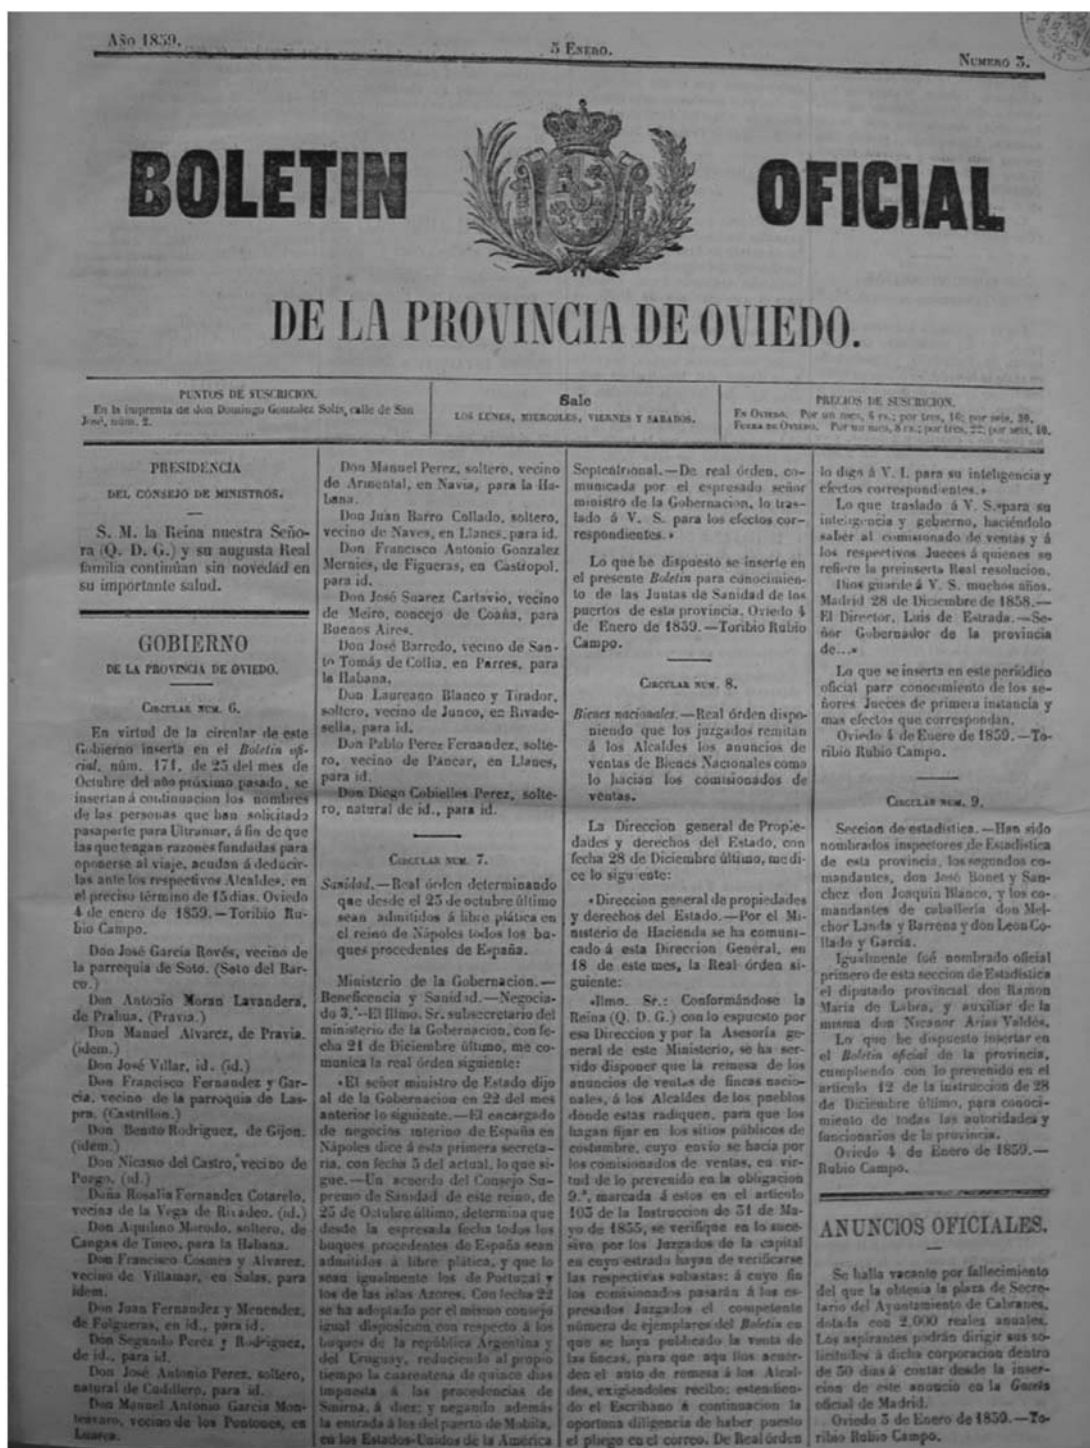 Año 1859.
5 Enero.
Numero 3.
BOLETIN OFICIAL
DE LA PROVINCIA DE OVIEDO.
PUNTOS DE SUSCRICION.
En la imprenta de don Domingo Gonzalez Solis, calle de San
José, núm. 2.
Sale
LOS LUNES, MIERCOLES, VIERNES Y SABADOS.
PRECIOS DE SUSCRICION.
En Oviedo. Por un mes, 6 rs.; por tres, 16; por seis, 30.
Fuera de Oviedo. Por un mes, 8 rs.; por tres, 22; por seis, 40.
PRESIDENCIA
DEL CONSEJO DE MINISTROS.
S. M. la Reina nuestra Seño-
ra (Q. D. G.) y su augusta Real
familia continúan sin novedad en
su importante salud.
GOBIERNO
DE LA PROVINCIA DE OVIEDO.
Circular num. 6.
En virtud de la circular de este
Gobierno inserta en el Boletin ofi-
cial, núm. 171, de 25 del mes de
Octubre del año próximo pasado, se
insertan á continuacion los nombres
de las personas que han solicitado
pasaporte para Ultramar, á fin de que
las que tengan razones fundadas para
oponerse al viaje, acudan á deducir-
las ante los respectivos Alcaldes, en
el preciso término de 15 dias. Oviedo
4 de enero de 1859.—Toribio Ru-
bio Campo.
Don José García Rovés, vecino de
la parroquia de Soto. (Soto del Bar-
co.)
Don Antonio Moran Lavandera,
de Prahua. (Pravia.)
Don Manuel Alvarez, de Pravia.
(idem.)
Don José Villar, id. (id.)
Don Francisco Fernandez y Gar-
cia, vecino de la parroquia de Las-
pra. (Castrillon.)
Don Benito Rodriguez, de Gijon.
(idem.)
Don Nicasio del Castro, vecino de
(id.)
Doña Rosalia Fernandez Cotarelo,
vecina de la Vega de Rivadeo. (id.)
Don Aquilino Morodo, soltero, de
Cangas de Tineo, para la Habana.
Don Francisco Cosmea y Alvarez,
vecino de Villamar, en Salas, para
idem.
Don Juan Fernandez y Menendez,
de Folgueras, en id., para id.
Don Segundo Perez y Rodriguez,
de id., para id.
Don José Antonio Perez, soltero,
natural de Cudillero, para id.
Don Manuel Antonio Garcia Mon-
teavaro, vecino de los Pontones, en
Luarca.
Don Manuel Perez, soltero, vecino
de Armental, en Navia, para la Ha-
bana.
Don Juan Barro Collado, soltero,
vecino de Naves, en Llanes, para id.
Don Francisco Antonio Gonzalez
Mernies, de Figueras, en Castropol,
para id.
Don José Suarez Cartavio, vecino
de Meiro, concejo de Coaña, para
Buenos Aires.
Don José Barredo, vecino de San-
to Tomás de Collia, en Parres, para
la Habana.
Don Laureano Blanco y Tirador,
soltero, vecino de Junco, en Rivade-
sella, para id.
Don Pablo Perez Fernandez, solte-
ro, vecino de Páncar, en Llanes,
para id.
Don Diego Cobielles Perez, solte-
ro, natural de id., para id.
Circular num. 7.
Sanidad.—Real órden determinando
que desde el 25 de octubre último
sean admitidos á libre plática en
el reino de Nápoles todos los bu-
ques procedentes de España.
Ministerio de la Gobernacion.—
Beneficencia y Sanidad.—Negocia-
do 3.°—El Illmo. Sr. subsecretario del
ministerio de la Gobernacion, con fe-
cha 21 de Diciembre último, me co-
munica la real órden siguiente:
«El señor ministro de Estado dijo
al de la Gobernacion en 22 del mes
anterior lo siguiente.—El encargado
de negocios interino de España en
Nápoles dice á esta primera secreta-
ria, con fecha 5 del actual, lo que si-
gue.—Un acuerdo del Consejo Su-
premo de Sanidad de este reino, de
25 de Octubre último, determina que
desde la espresada fecha todos los
buques procedentes de España sean
admitidos á libre plática, y que lo
sean igualmente los de Portugal y
los de las islas Azores. Con fecha 22
se ha adoptado por el mismo consejo
igual disposicion con respecto á los
buques de la república Argentina y
del Uruguay, reduciendo al propio
tiempo la cuarentena de quince dias
impuesta á las procedencias de
Smirna, á diez; y negando ademas
la entrada á los del puerto de Mobila,
en los Estados-Unidos de la América
Septentrional.—De real órden, co-
municada por el espresado señor
ministro de la Gobernacion, lo tras-
lado á V. S. para los efectos cor-
respondientes.»
Lo que he dispuesto se inserte en
el presente Boletin para conocimien-
to de las Juntas de Sanidad de los
puertos de esta provincia. Oviedo 4
de Enero de 1859.—Toribio Rubio
Campo.
Circular num. 8.
Bienes nacionales.—Real órden dispo-
niendo que los juzgados remitan
á los Alcaldes los anuncios de
ventas de Bienes Nacionales como
lo hacian los comisionados de
ventas.
La Direccion general de Propie-
dades y derechos del Estado, con
fecha 28 de Diciembre último, me di-
ce lo siguiente:
«Direccion general de propiedades
y derechos del Estado.—Por el Mi-
nisterio de Hacienda se ha comuni-
cado á esta Direccion General, en
18 de este mes, la Real órden si-
guiente:
«Ilmo. Sr.: Conformándose la
Reina (Q. D. G.) con lo espuesto por
esa Direccion y por la Asesoría ge-
neral de este Ministerio, se ha ser-
vido disponer que la remesa de los
anuncios de ventas de fincas nacio-
nales, á los Alcaldes de los pueblos
donde estas radiquen, para que los
hagan fijar en los sitios públicos de
costumbre, cuyo envio se hacia por
los comisionados de ventas, en vir-
tud de lo prevenido en la obligacion
9.ª, marcada á estos en el artículo
103 de la Instruccion de 31 de Ma-
yo de 1855, se verifique en lo suce-
sivo por los Juzgados de la capital
en cuyo estrado hayan de verificarse
las respectivas subastas: á cuyo fin
los comisionados pasarán á los es-
presados Juzgados el competente
número de ejemplares del Boletin en
que se haya publicado la venta de
las fincas, para que aquellos acuer-
den el auto de remesa á los Alcal-
des, exigiendoles recibo; estendien-
do el Escribano á continuacion la
oportuna diligencia de haber puesto
el pliego en el correo. De Real órden
lo digo á V. I. para su inteligencia y
efectos correspondientes.»
Lo que traslado á V. S. para su
inteligencia y gobierno, haciéndolo
saber al comisionado de ventas y á
los respectivos Jueces á quienes se
refiere la preinserta Real resolucion.
Dios guarde á V. S. muchos años.
Madrid 28 de Diciembre de 1858.—
El Director, Luis de Estrada.—Se-
ñor Gobernador de la provincia
de...»
Lo que se inserta en este periódico
oficial parr conocimiento de los se-
ñores Jueces de primera instancia y
mas efectos que correspondan.
Oviedo 4 de Enero de 1859.—To-
ribio Rubio Campo.
Circular num. 9.
Seccion de estadística.—Han sido
nombrados inspectores de Estadística
de esta provincia, los segundos co-
mandantes, don José Bonet y San-
chez don Joaquin Blanco, y los co-
mandantes de caballería don Mel-
chor Landa y Barrena y don Leon Co-
llado y García.
Igualmente fué nombrado oficial
primero de esta seccion de Estadística
el diputado provincial don Ramon
Maria de Labra, y auxiliar de la
misma don Nicanor Arias Valdés.
Lo que he dispuesto insertar en
el Boletin oficial de la provincia,
cumpliendo con lo prevenido en el
artículo 12 de la instruccion de 28
de Diciembre último, para conoci-
miento de todas las autoridades y
funcionarios de la provincia.
Oviedo 4 de Enero de 1859.—
Rubio Campo.
ANUNCIOS OFICIALES.
Se halla vacante por fallecimiento
del que la obtenia la plaza de Secre-
tario del Ayuntamiento de Cabranes,
dotada con 2,000 reales anuales.
Los aspirantes podrán dirigir sus so-
licitudes á dicha corporacion dentro
de 30 dias á contar desde la inser-
cion de este anuncio en la Gaceta
oficial de Madrid.
Oviedo 3 de Enero de 1859.—To-
ribio Rubio Campo.